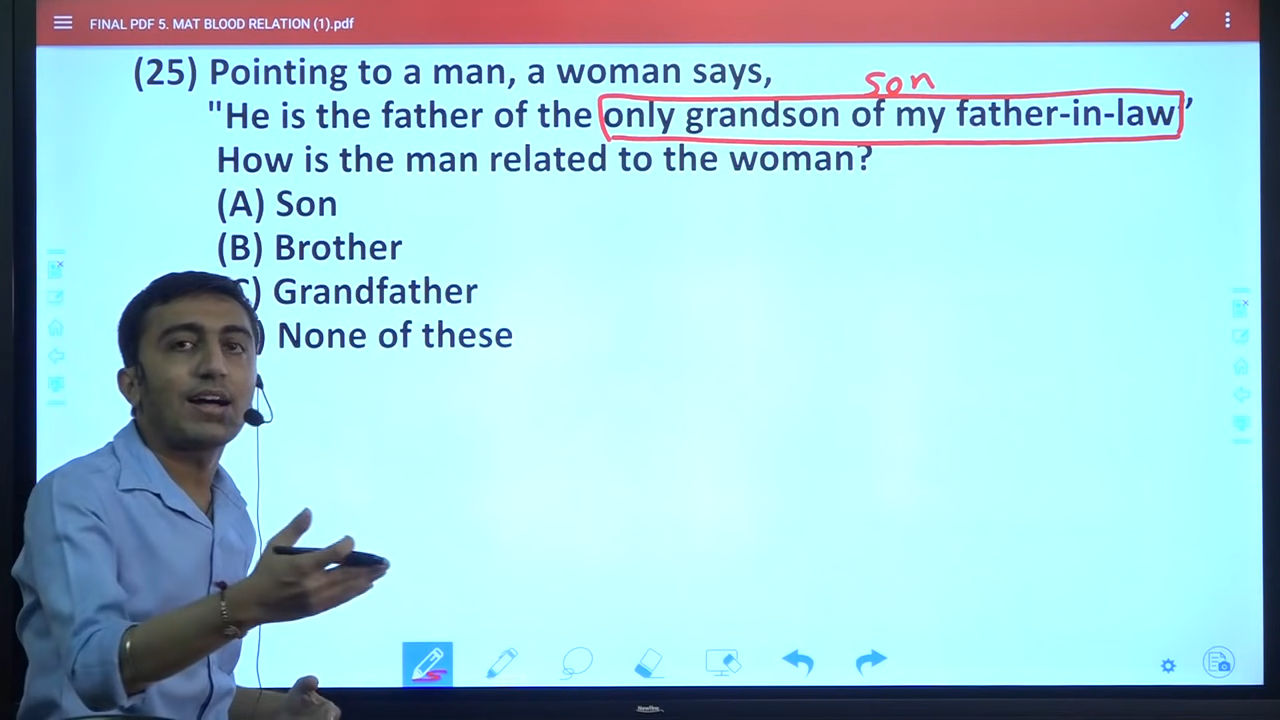 FINAL PDF 5. MAT BLOOD RELATION (1).pdf
(25) Pointing to a man, a woman says,
son
"He is the father of the only grandson of my father-in-law"
How is the man related to the woman?
(A) Son
(B) Brother
C) Grandfather
) None of these